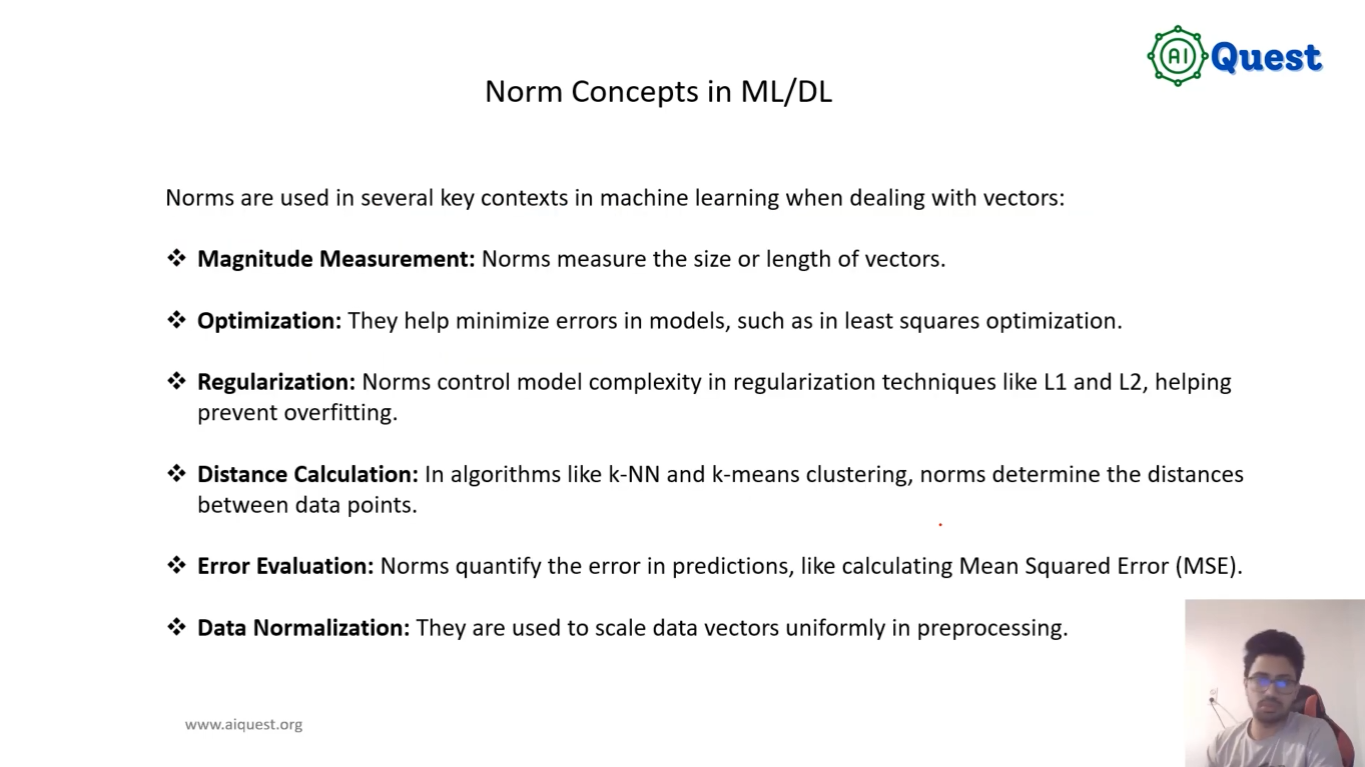 AI Quest
Norm Concepts in ML/DL
Norms are used in several key contexts in machine learning when dealing with vectors:
❖ Magnitude Measurement: Norms measure the size or length of vectors.
❖ Optimization: They help minimize errors in models, such as in least squares optimization.
❖ Regularization: Norms control model complexity in regularization techniques like L1 and L2, helping
prevent overfitting.
❖ Distance Calculation: In algorithms like k-NN and k-means clustering, norms determine the distances
between data points.
❖ Error Evaluation: Norms quantify the error in predictions, like calculating Mean Squared Error (MSE).
❖ Data Normalization: They are used to scale data vectors uniformly in preprocessing.
www.aiquest.org